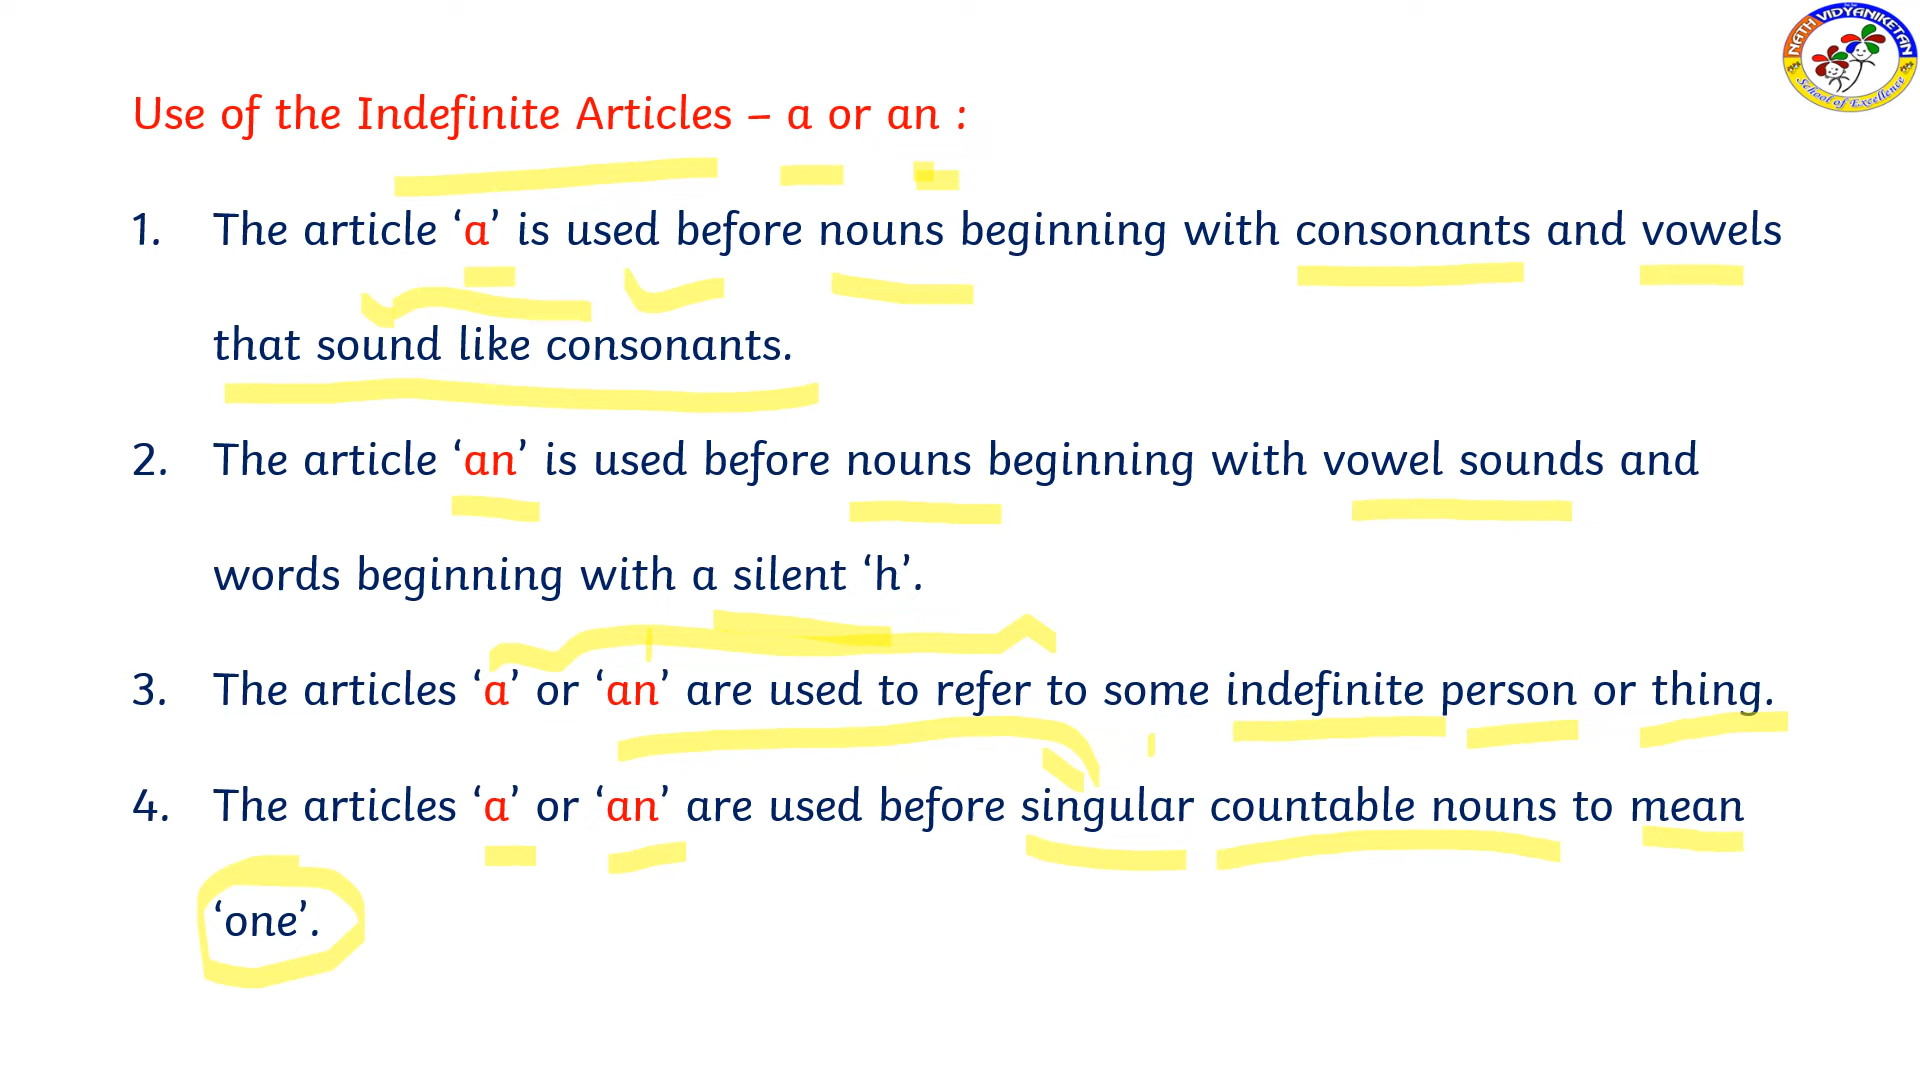 NATH VIDYANIKETAN
School of Excellence
Use of the Indefinite Articles – a or an :
1. The article ‘a’ is used before nouns beginning with consonants and vowels
that sound like consonants.
2. The article ‘an’ is used before nouns beginning with vowel sounds and
words beginning with a silent ‘h’.
3. The articles ‘a’ or ‘an’ are used to refer to some indefinite person or thing.
4. The articles ‘a’ or ‘an’ are used before singular countable nouns to mean
‘one’.